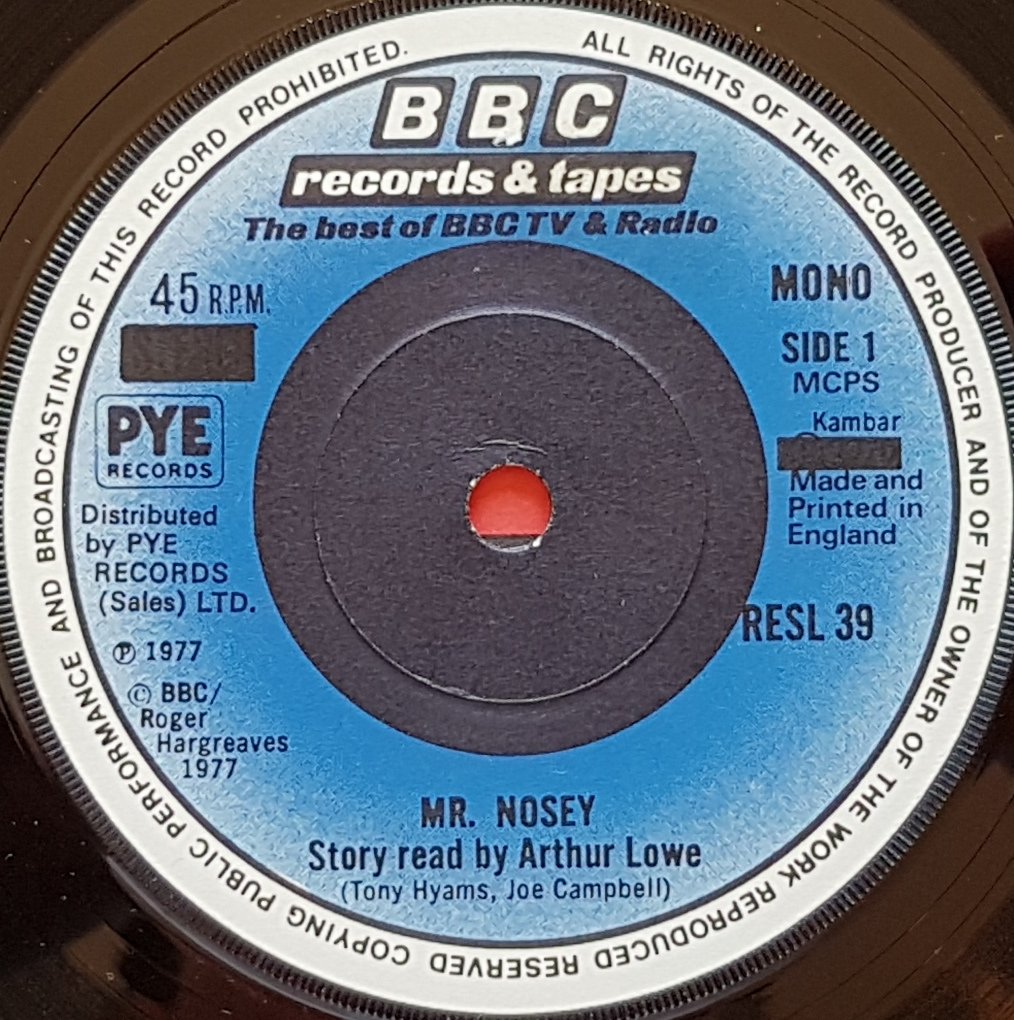 ALL RIGHTS OF THE RECORD PRODUCER AND OF THE OWNER OF THE WORK REPRODUCED RESERVED COPYING PUBLIC PERFORMANCE AND BROADCASTING OF THIS RECORD PROHIBITED.
BBC
records & tapes
The best of BBC TV & Radio
45 R.P.M.
PYE
RECORDS
Distributed
by PYE
RECORDS
(Sales) LTD.
Ⓟ 1977
© BBC/
Roger
Hargreaves
1977
MONO
SIDE 1
MCPS
Kambar
Made and
Printed in
England
RESL 39
MR. NOSEY
Story read by Arthur Lowe
(Tony Hyams, Joe Campbell)